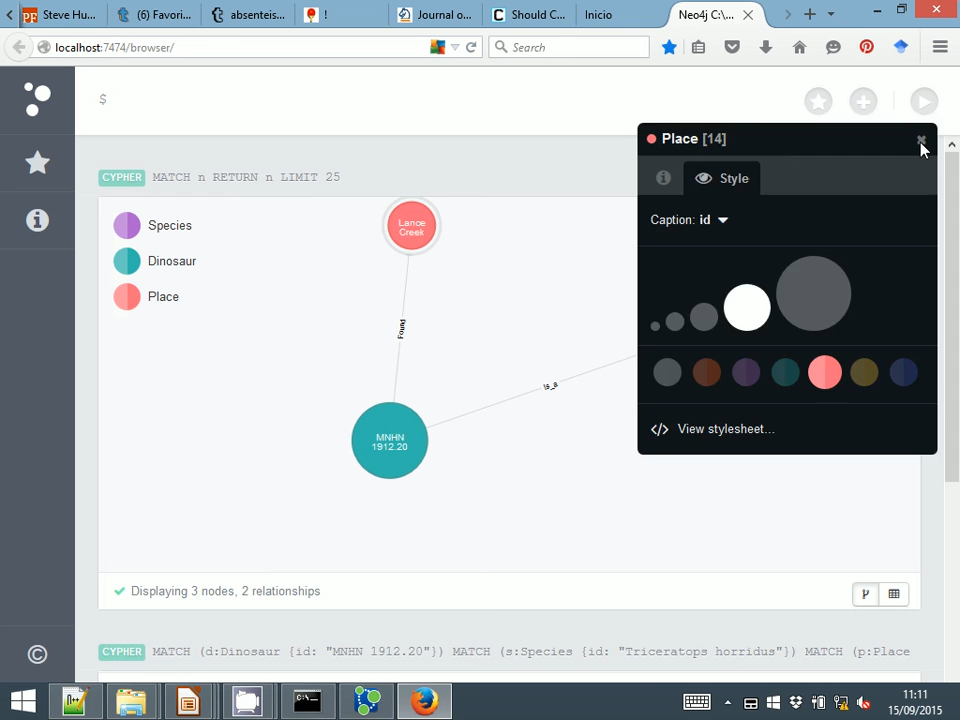 PF Steve Hu...
(6) Favori...
absenteis...
!
Journal o...
C Should C...
Inicio
Neo4j C:\...
localhost:7474/browser/
Search
$
Place [14]
Style
CYPHER MATCH n RETURN n LIMIT 25
Caption: id
Species
Dinosaur
Place
Lance
Creek
Found
Is_a
MNHN
1912.20
</> View stylesheet...
Displaying 3 nodes, 2 relationships
CYPHER MATCH (d:Dinosaur {id: "MNHN 1912.20"}) MATCH (s:Species {id: "Triceratops horridus"}) MATCH (p:Place
©
11:11
15/09/2015